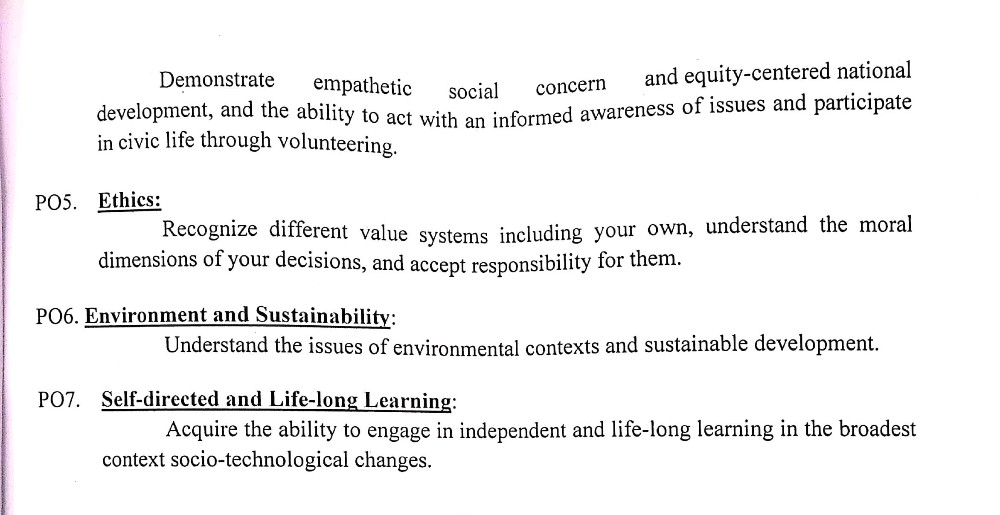 Demonstrate empathetic social concern and equity-centered national
development, and the ability to act with an informed awareness of issues and participate
in civic life through volunteering.
PO5. Ethics:
Recognize different value systems including your own, understand the moral
dimensions of your decisions, and accept responsibility for them.
PO6. Environment and Sustainability:
Understand the issues of environmental contexts and sustainable development.
PO7. Self-directed and Life-long Learning:
Acquire the ability to engage in independent and life-long learning in the broadest
context socio-technological changes.